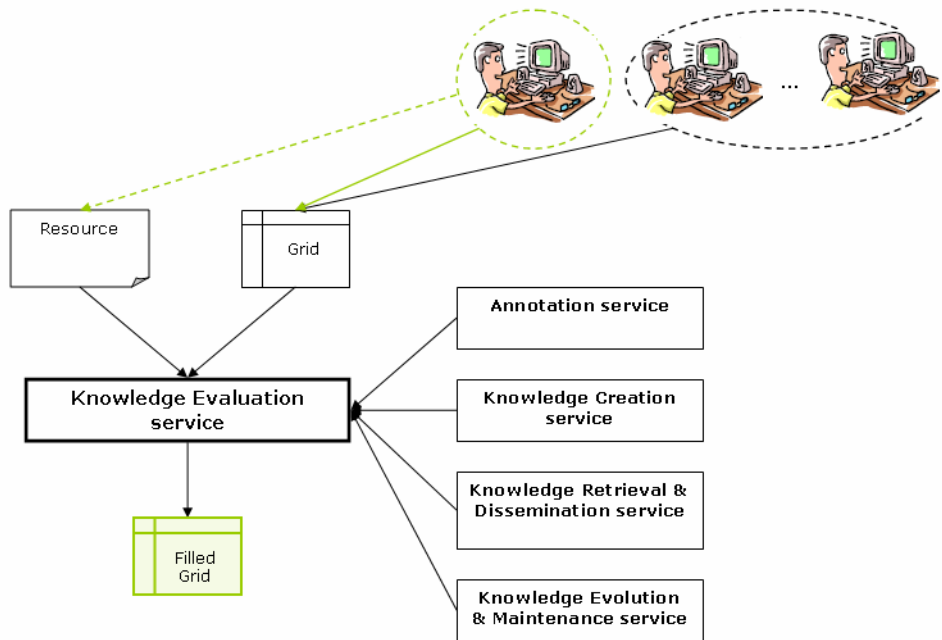 ...
Resource
Grid
Annotation service
Knowledge Evaluation
service
Knowledge Creation
service
Knowledge Retrieval &
Dissemination service
Filled
Grid
Knowledge Evolution
& Maintenance service